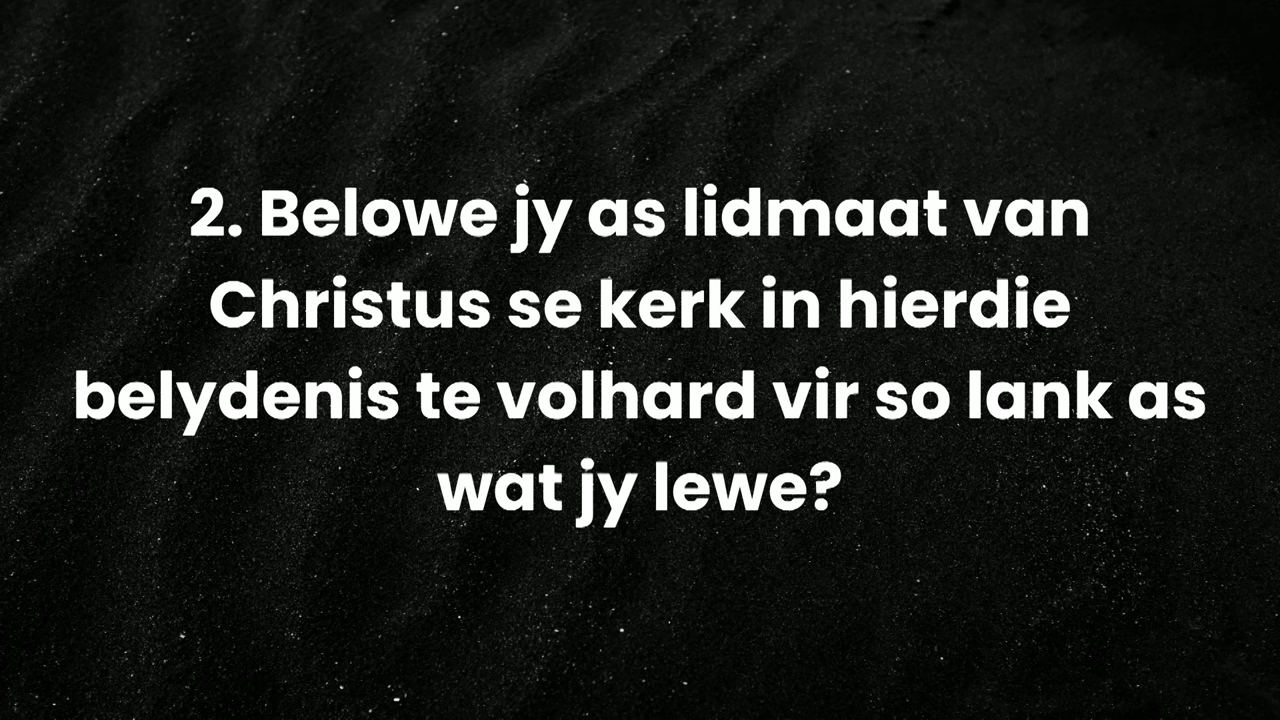 2. Belowe jy as lidmaat van
Christus se kerk in hierdie
belydenis te volhard vir so lank as
wat jy lewe?